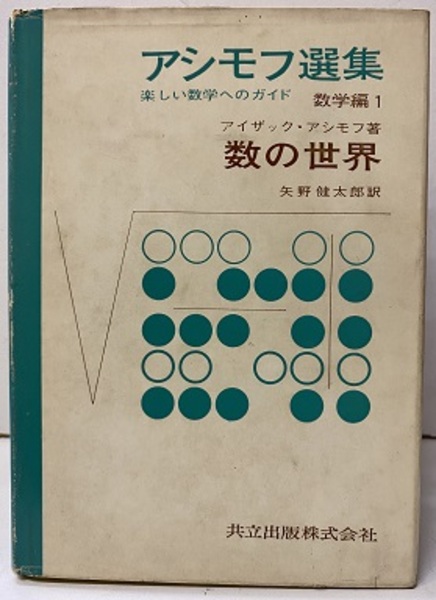 アシモフ選集
楽しい数学へのガイド 数学編1
アイザック・アシモフ著
数の世界
矢野健太郎訳
共立出版株式会社